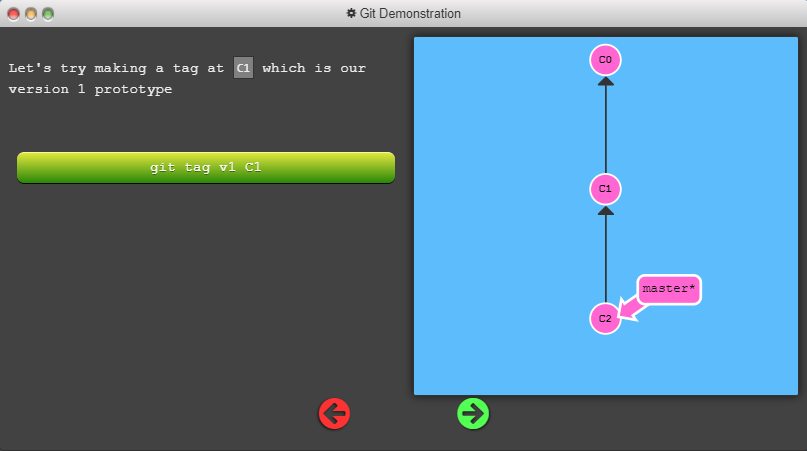 Git Demonstration
Let's try making a tag at C1 which is our
version 1 prototype
git tag v1 C1
C0
C1
master*
C2